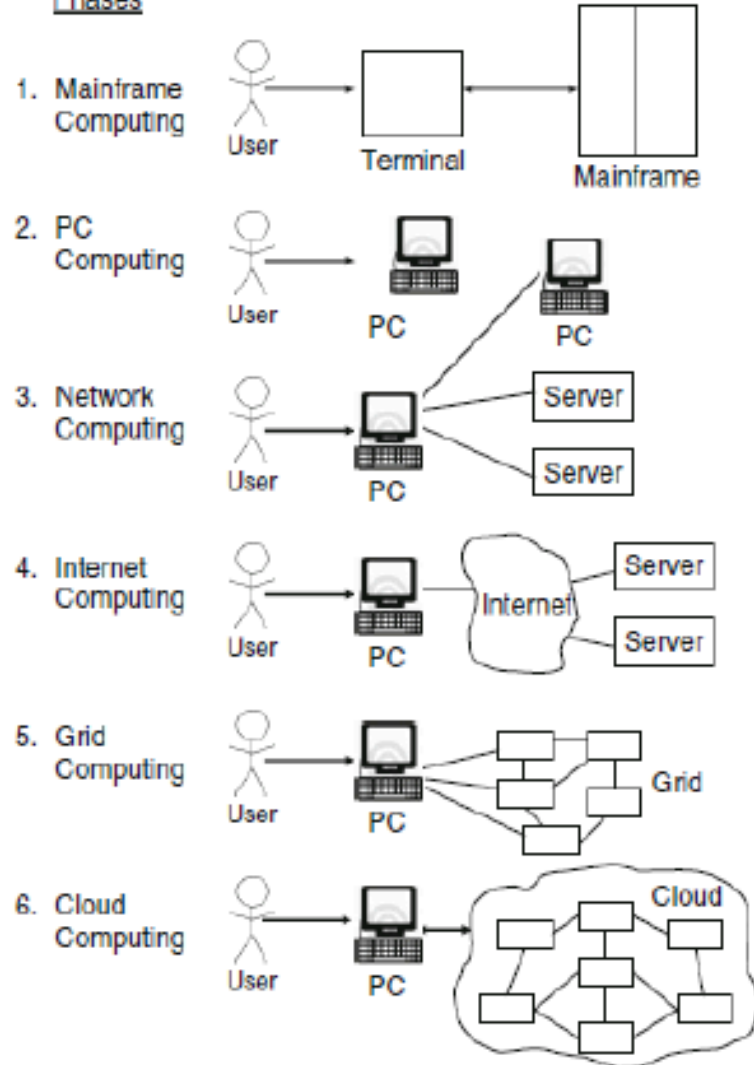 Phases
1. Mainframe
Computing
User
Terminal
Mainframe
2. PC
Computing
User
PC
PC
3. Network
Computing
User
PC
Server
Server
4. Internet
Computing
User
PC
Internet
Server
Server
5. Grid
Computing
User
PC
Grid
6. Cloud
Computing
User
PC
Cloud